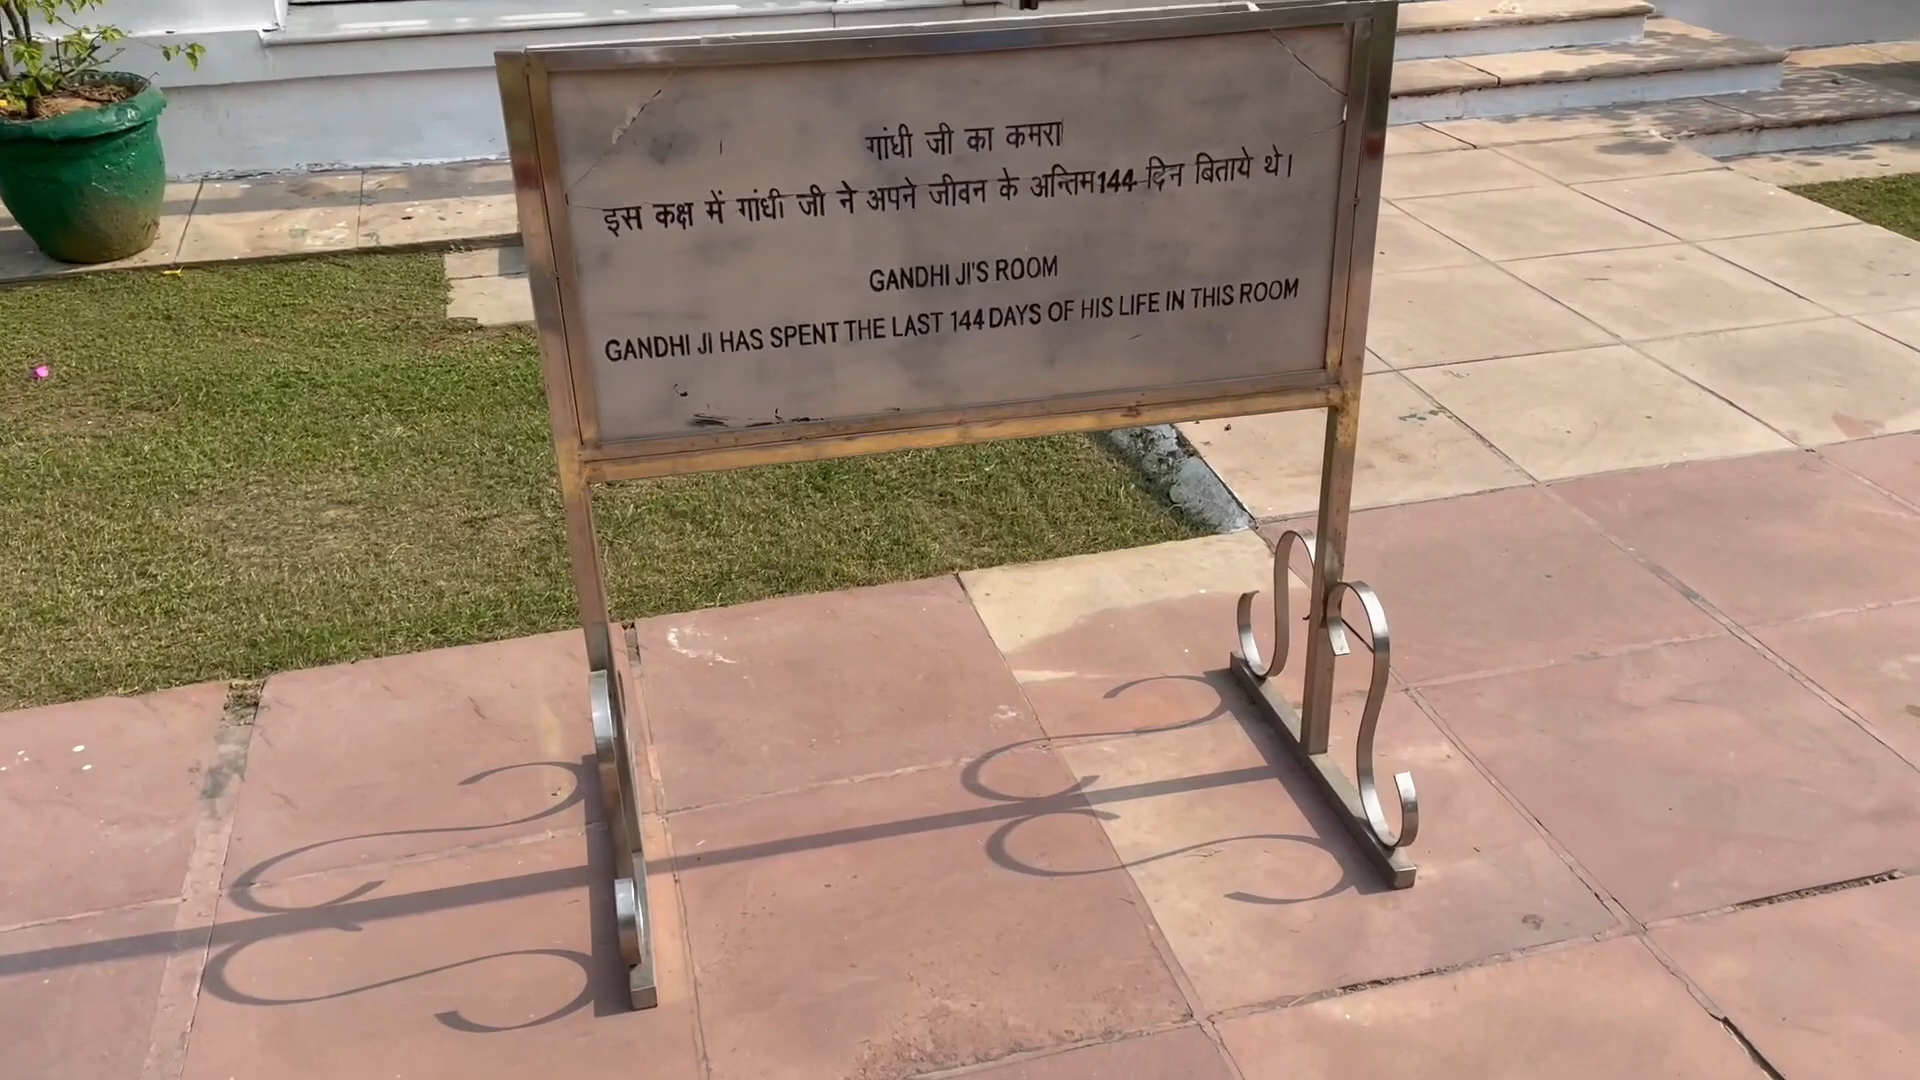 गांधी जी का कमरा
इस कक्ष में गांधी जी ने अपने जीवन के अन्तिम 144 दिन बिताये थे।
GANDHI JI'S ROOM
GANDHI JI HAS SPENT THE LAST 144 DAYS OF HIS LIFE IN THIS ROOM